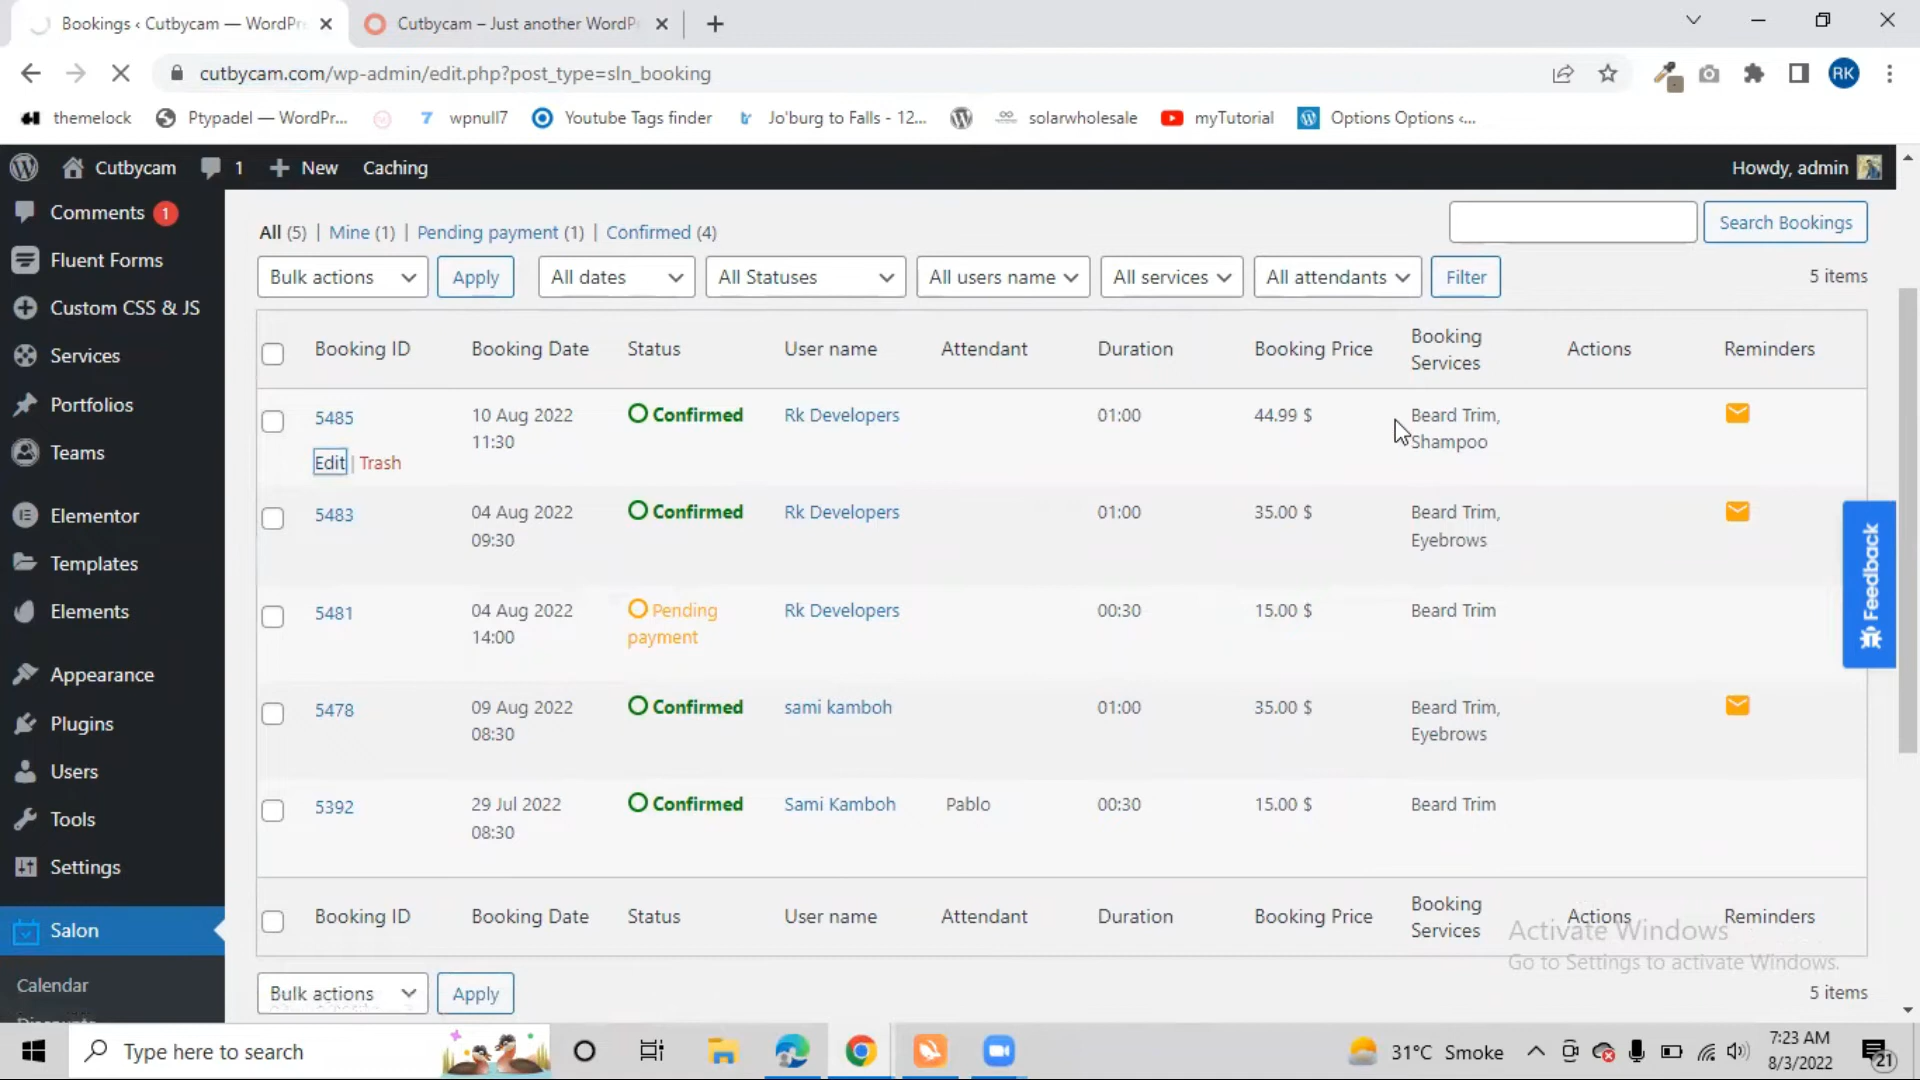 Bookings ‹ Cutbycam — WordPr
Cutbycam – Just another WordP
cutbycam.com/wp-admin/edit.php?post_type=sln_booking
RK
themelock
Ptypadel — WordPr...
wpnull7
Youtube Tags finder
Jo'burg to Falls - 12...
solarwholesale
myTutorial
Options Options ‹...
Cutbycam
1
New
Caching
Howdy, admin
Comments 1
Fluent Forms
Custom CSS & JS
Services
Portfolios
Teams
Elementor
Templates
Elements
Appearance
Plugins
Users
Tools
Settings
Salon
Calendar
All (5) | Mine (1) | Pending payment (1) | Confirmed (4)
Search Bookings
Bulk actions
Apply
All dates
All Statuses
All users name
All services
All attendants
Filter
5 items
Booking ID Booking Date Status User name Attendant Duration Booking Price Booking Services Actions Reminders
5485 10 Aug 2022 11:30 Confirmed Rk Developers 01:00 44.99 $ Beard Trim, Shampoo
Edit | Trash
5483 04 Aug 2022 09:30 Confirmed Rk Developers 01:00 35.00 $ Beard Trim, Eyebrows
5481 04 Aug 2022 14:00 Pending payment Rk Developers 00:30 15.00 $ Beard Trim
5478 09 Aug 2022 08:30 Confirmed sami kamboh 01:00 35.00 $ Beard Trim, Eyebrows
5392 29 Jul 2022 08:30 Confirmed Sami Kamboh Pablo 00:30 15.00 $ Beard Trim
Booking ID Booking Date Status User name Attendant Duration Booking Price Booking Services Actions Reminders
Bulk actions
Apply
5 items
Feedback
Activate Windows
Go to Settings to activate Windows.
Type here to search
31°C Smoke
7:23 AM
8/3/2022
21